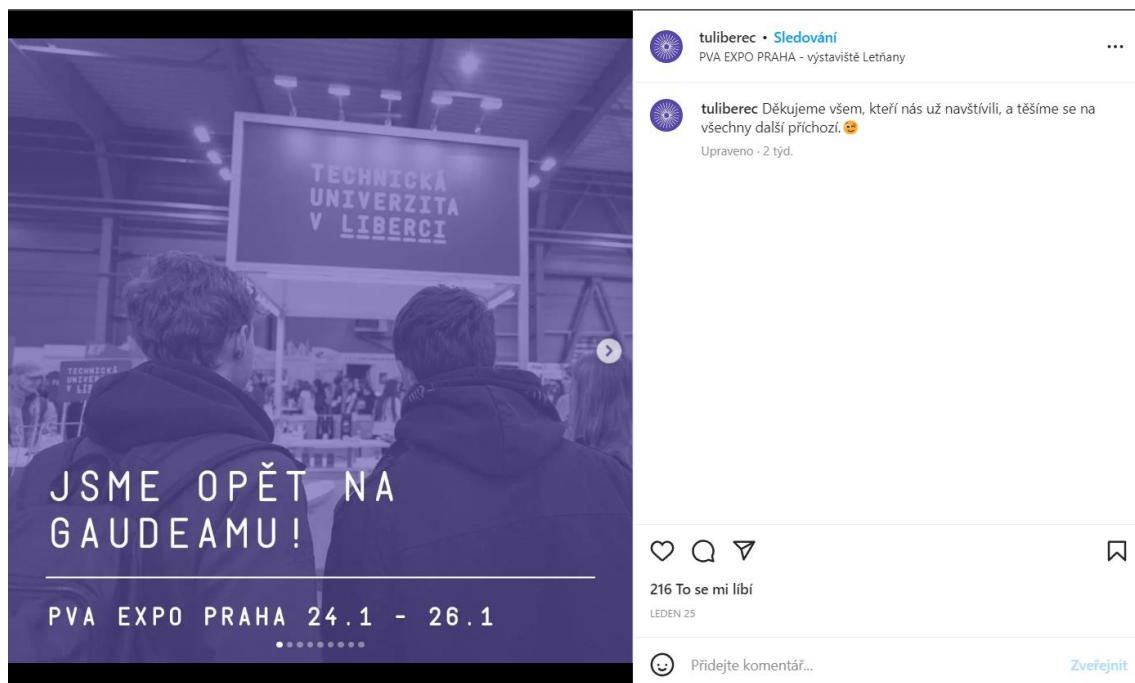 TECHNICKÁ
UNIVERZITA
V LIBERCI
TECHNICKÁ
JSME OPĚT NA
GAUDEAMU!
PVA EXPO PRAHA 24.1 - 26.1
tuliberec • Sledování
PVA EXPO PRAHA - výstaviště Letňany
tuliberec Děkujeme všem, kteří nás už navštívili, a těšíme se na
všechny další příchozí.😉
Upraveno · 2 týd.
216 To se mi líbí
LEDEN 25
Přidejte komentář...
Zveřejnit